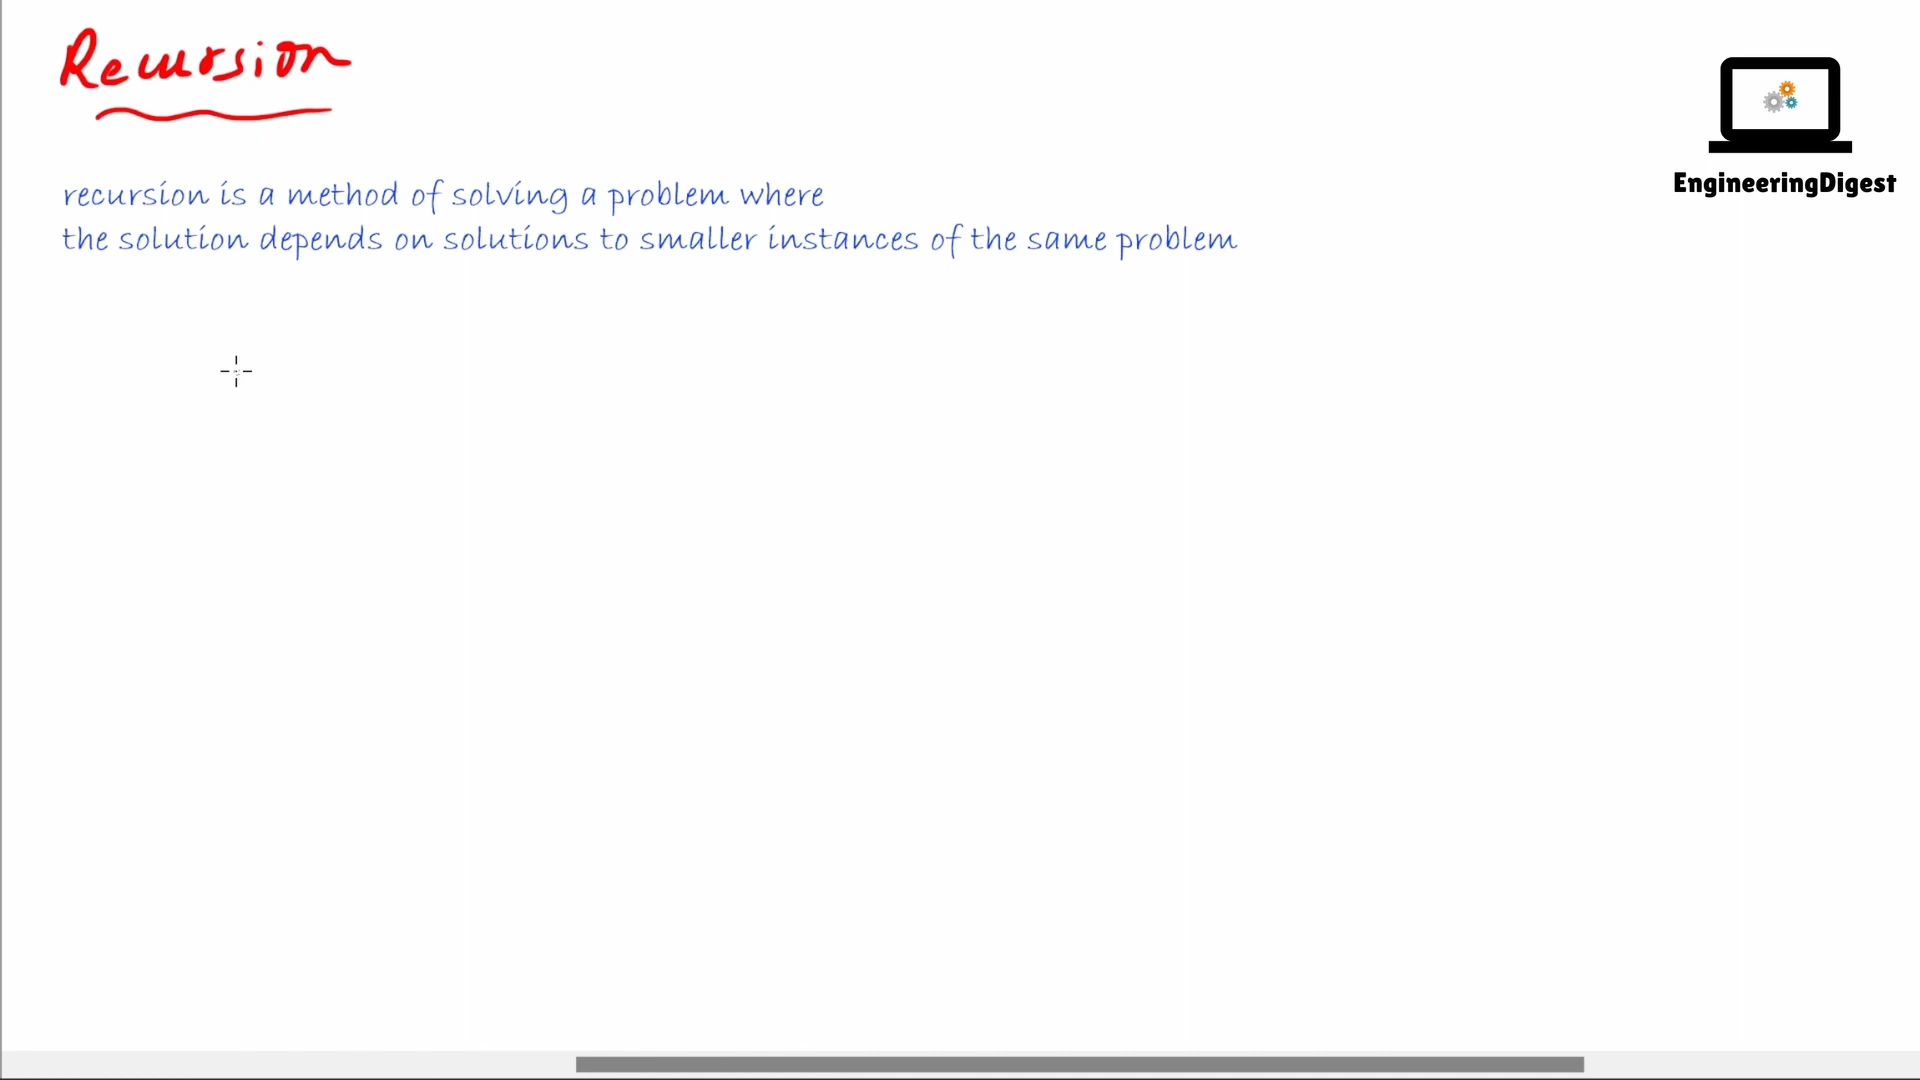 Recursion
EngineeringDigest
recursion is a method of solving a problem where
the solution depends on solutions to smaller instances of the same problem